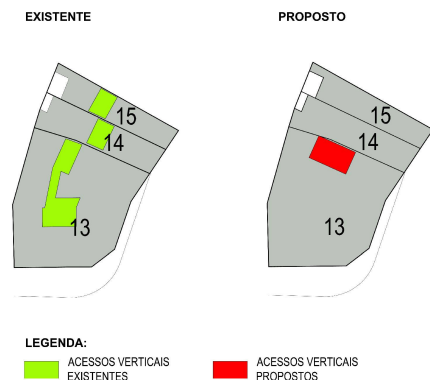 EXISTENTE
PROPOSTO
15
14
13
15
14
13
LEGENDA:
ACESSOS VERTICAIS
EXISTENTES
ACESSOS VERTICAIS
PROPOSTOS